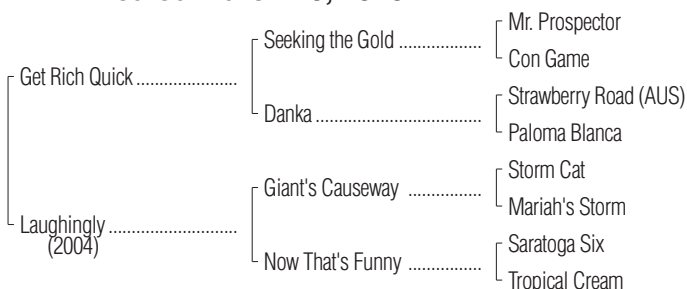 Seeking the Gold ..................
Mr. Prospector
Con Game
Get Rich Quick ......................
Danka ....................................
Strawberry Road (AUS)
Paloma Blanca
Laughingly ............................
(2004)
Giant's Causeway ................
Storm Cat
Mariah's Storm
Now That's Funny ................
Saratoga Six
Tropical Cream